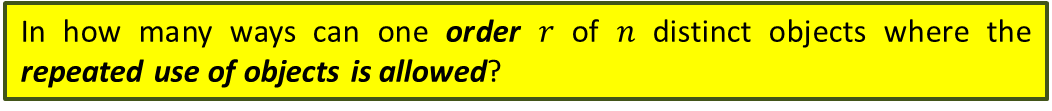 In how many ways can one order r of n distinct objects where the
repeated use of objects is allowed?